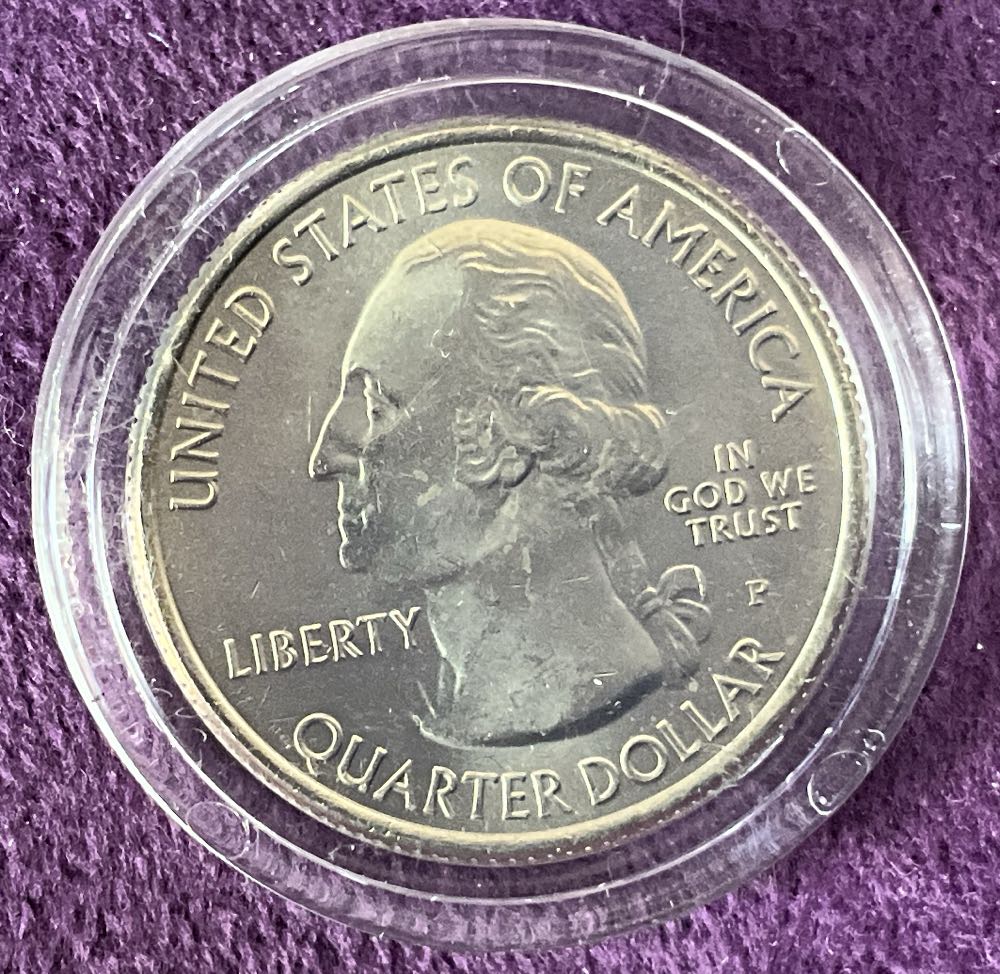 UNITED STATES OF AMERICA
IN
GOD WE
TRUST
P
LIBERTY
QUARTER DOLLAR